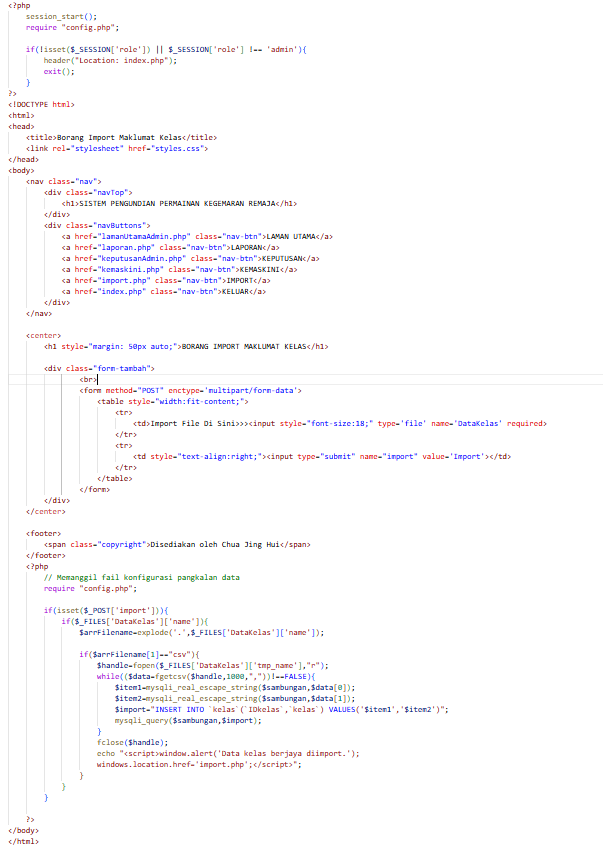 <?php
session_start();
require "config.php";
if(!isset($_SESSION['role']) || $_SESSION['role'] !== 'admin'){
header("Location: index.php");
exit();
}
?>
<!DOCTYPE html>
<html>
<head>
<title>Borang Import Maklumat Kelas</title>
<link rel="stylesheet" href="styles.css">
</head>
<body>
<nav class="nav">
<div class="navTop">
<h1>SISTEM PENGUNDIAN PERMAINAN KEGEMARAN REMAJA</h1>
</div>
<div class="navButtons">
<a href="lamanUtamaAdmin.php" class="nav-btn">LAMAN UTAMA</a>
<a href="laporan.php" class="nav-btn">LAPORAN</a>
<a href="keputusanAdmin.php" class="nav-btn">KEPUTUSAN</a>
<a href="kemaskini.php" class="nav-btn">KEMASKINI</a>
<a href="import.php" class="nav-btn">IMPORT</a>
<a href="index.php" class="nav-btn">KELUAR</a>
</div>
</nav>
<center>
<h1 style="margin: 50px auto;">BORANG IMPORT MAKLUMAT KELAS</h1>
<div class="form-tambah">
<br>
<form method="POST" enctype='multipart/form-data'>
<table style="width:fit-content;">
<tr>
<td>Import File Di Sini>>><input style="font-size:18;" type='file' name='DataKelas' required>
</tr>
<tr>
<td style="text-align:right;"><input type="submit" name="import" value='Import'></td>
</tr>
</table>
</form>
</div>
</center>
<footer>
<span class="copyright">Disediakan oleh Chua Jing Hui</span>
</footer>
<?php
// Memanggil fail konfigurasi pangkalan data
require "config.php";
if(isset($_POST['import'])){
if($_FILES['DataKelas']['name']){
$arrFilename=explode('.',$_FILES['DataKelas']['name']);
if($arrFilename[1]=="csv"){
$handle=fopen($_FILES['DataKelas']['tmp_name'],"r");
while(($data=fgetcsv($handle,1000,","))!==FALSE){
$item1=mysqli_real_escape_string($sambungan,$data[0]);
$item2=mysqli_real_escape_string($sambungan,$data[1]);
$import="INSERT INTO `kelas`(`IDkelas`,`kelas`) VALUES('$item1','$item2')";
mysqli_query($sambungan,$import);
}
fclose($handle);
echo "<script>window.alert('Data kelas berjaya diimport.');
windows.location.href='import.php';</script>";
}
}
}
?>
</body>
</html>